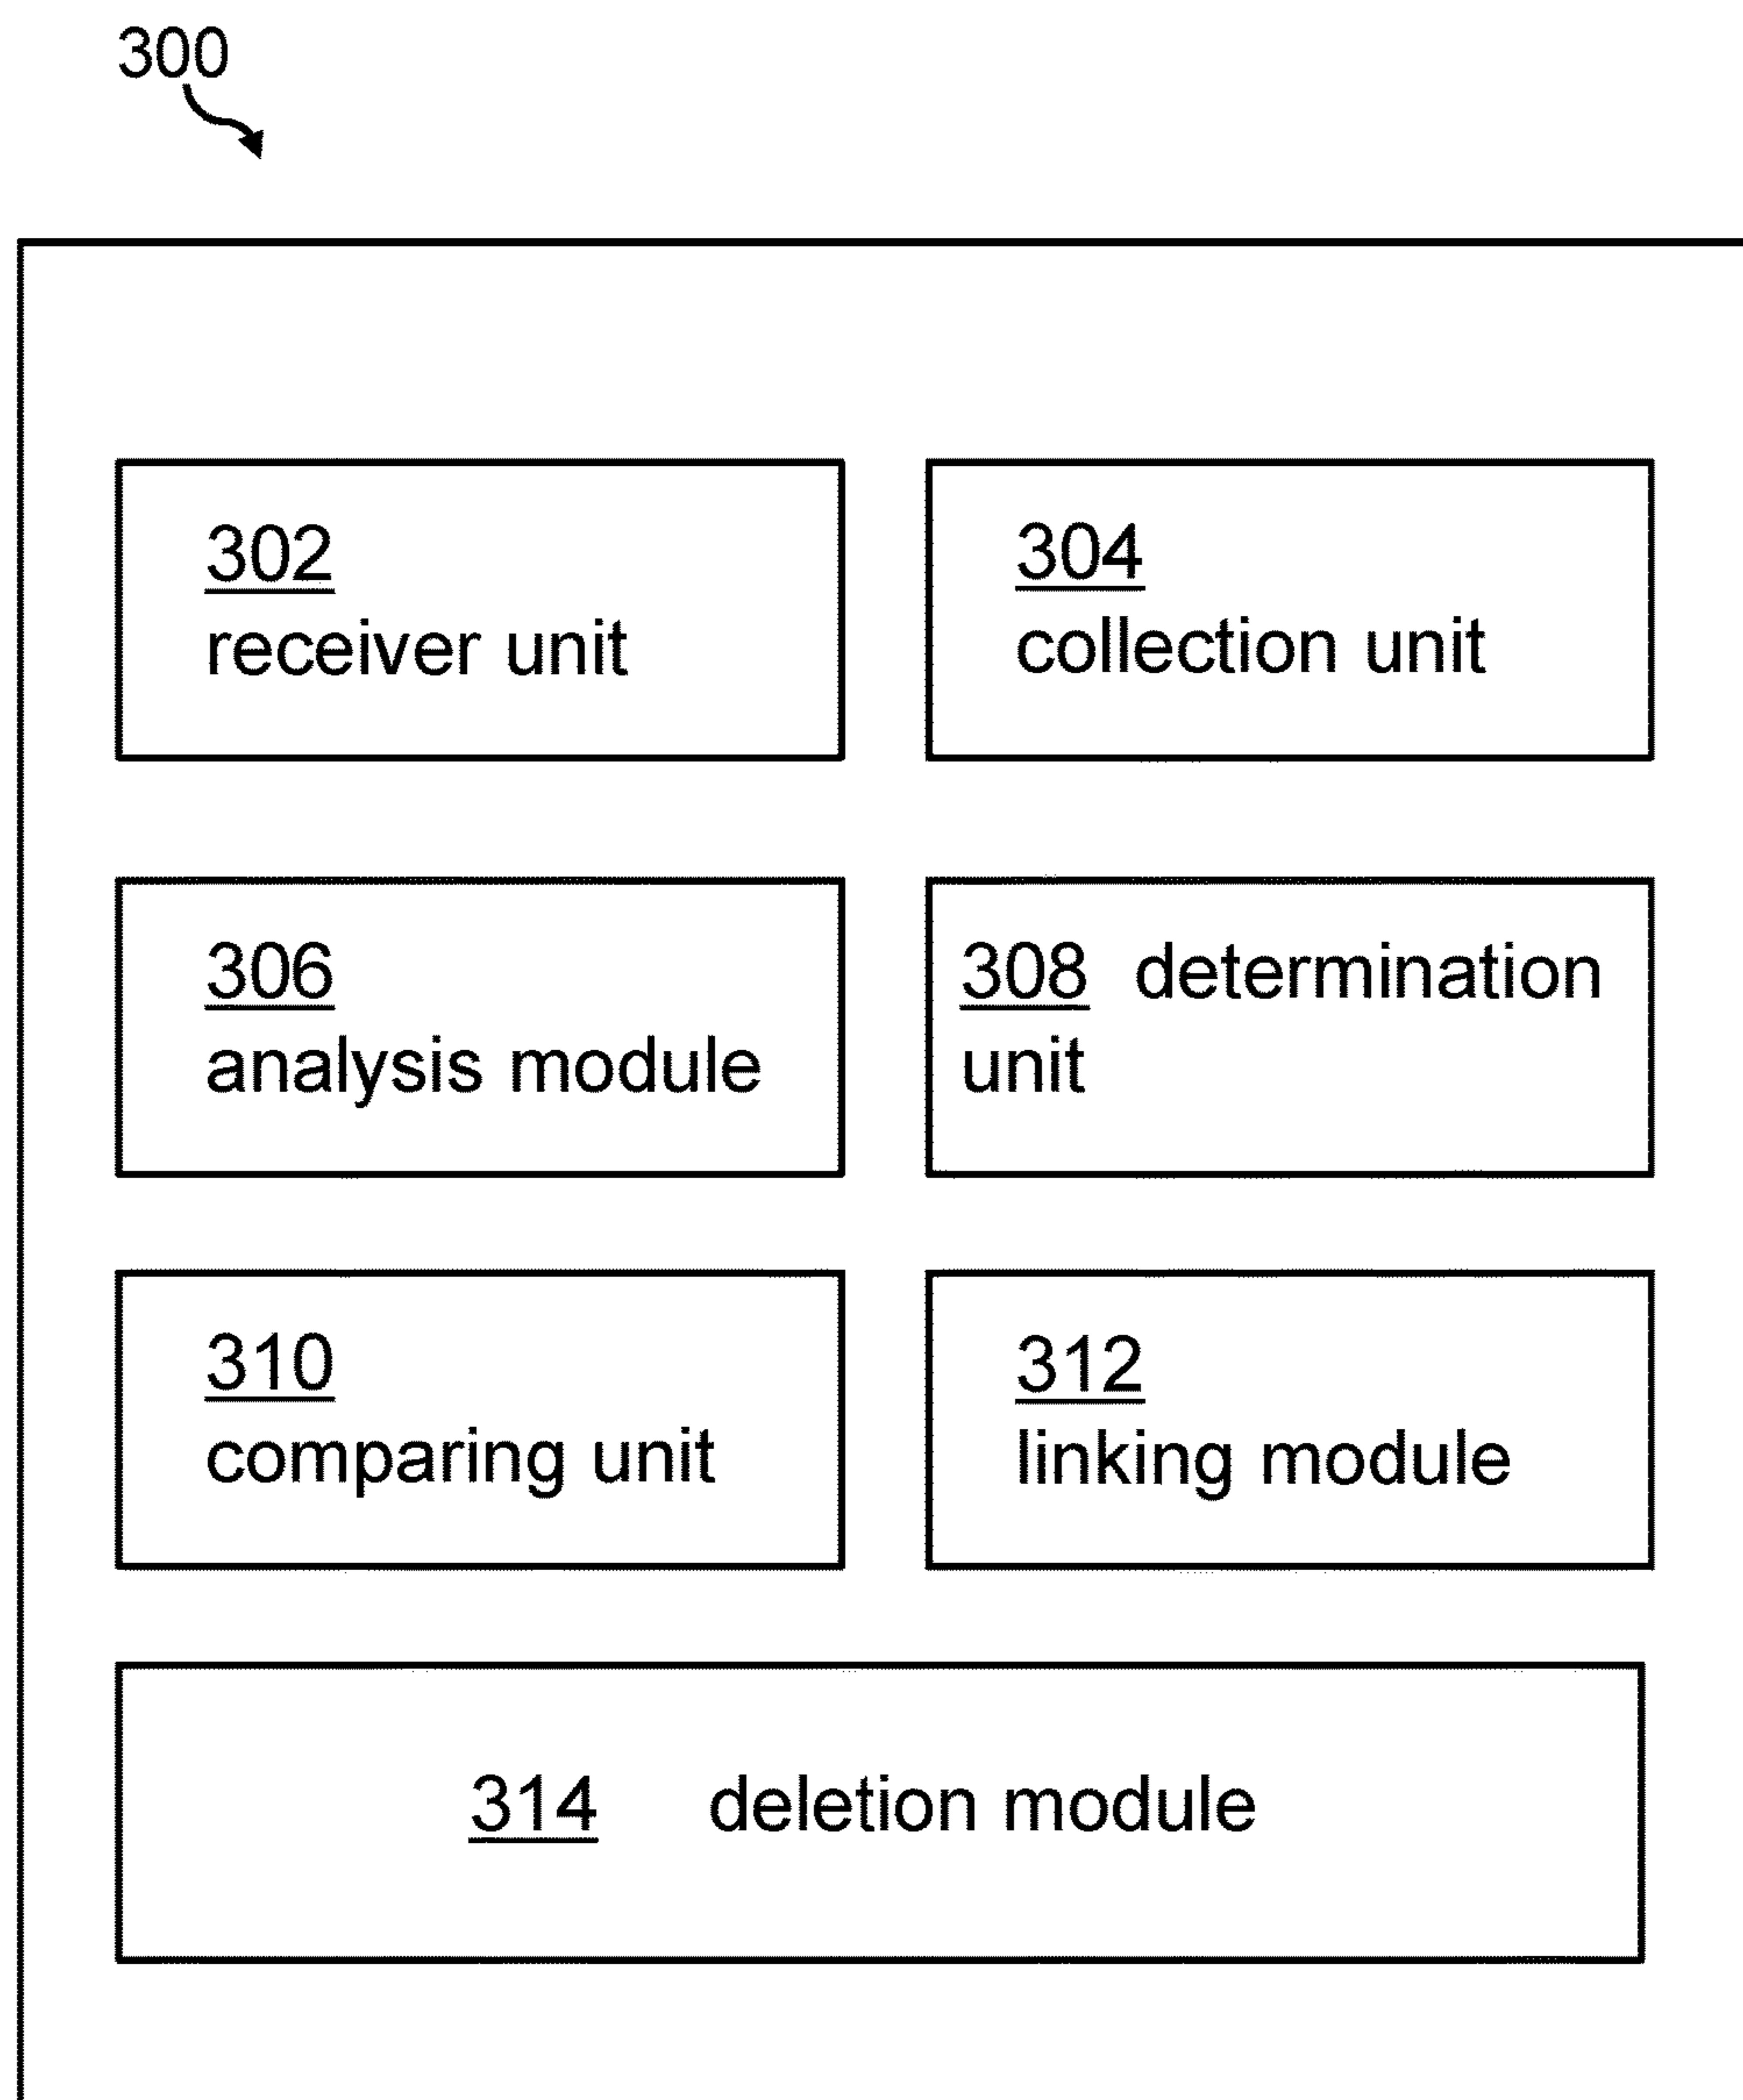 300
302
receiver unit
304
collection unit
306
analysis module
308 determination
unit
310
comparing unit
312
linking module
314 deletion module